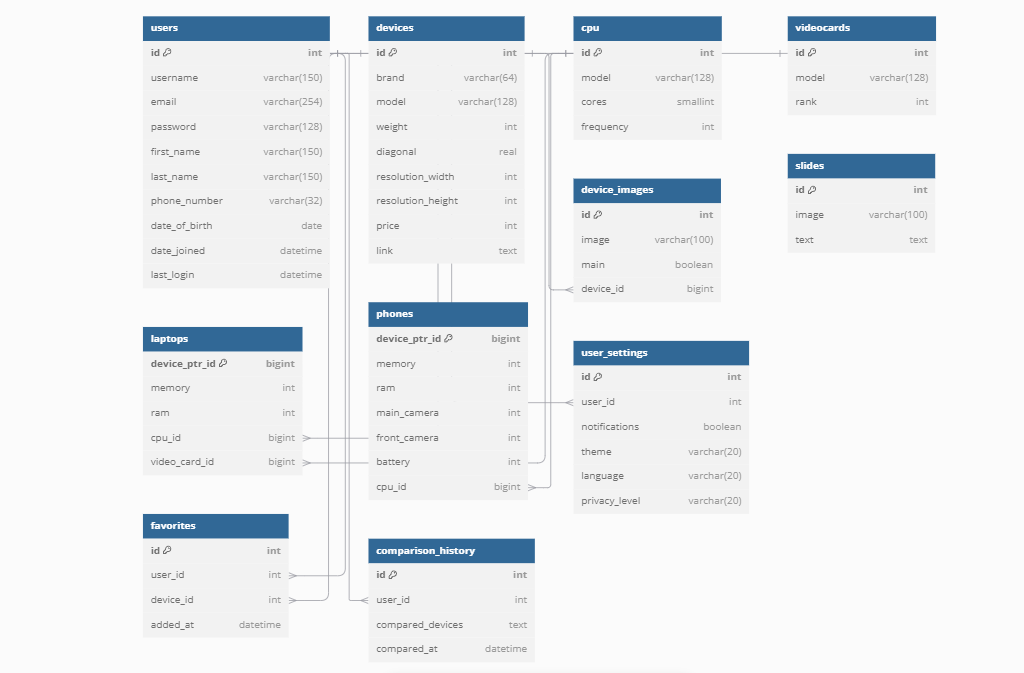 users
id int
username varchar(150)
email varchar(254)
password varchar(128)
first_name varchar(150)
last_name varchar(150)
phone_number varchar(32)
date_of_birth date
date_joined datetime
last_login datetime
devices
id int
brand varchar(64)
model varchar(128)
weight int
diagonal real
resolution_width int
resolution_height int
price int
link text
cpu
id int
model varchar(128)
cores smallint
frequency int
videocards
id int
model varchar(128)
rank int
slides
id int
image varchar(100)
text text
device_images
id int
image varchar(100)
main boolean
device_id bigint
laptops
device_ptr_id bigint
memory int
ram int
cpu_id bigint
video_card_id bigint
phones
device_ptr_id bigint
memory int
ram int
main_camera int
front_camera int
battery int
cpu_id bigint
user_settings
id int
user_id int
notifications boolean
theme varchar(20)
language varchar(20)
privacy_level varchar(20)
favorites
id int
user_id int
device_id int
added_at datetime
comparison_history
id int
user_id int
compared_devices text
compared_at datetime